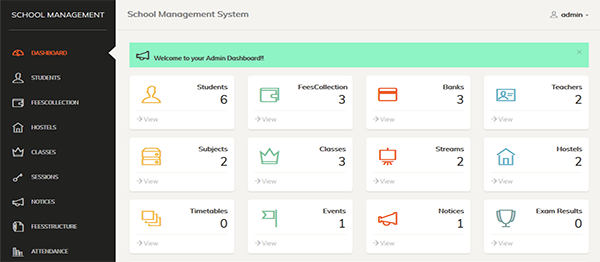 SCHOOL MANAGEMENT
School Management System
admin
DASHBOARD
STUDENTS
FEESCOLLECTION
HOSTELS
CLASSES
SESSIONS
NOTICES
FEESSTRUCTURE
ATTENDANCE
Welcome to your Admin Dashboard!!
×
Students
6
View
FeesCollection
3
View
Banks
3
View
Teachers
2
View
Subjects
2
View
Classes
3
View
Streams
2
View
Hostels
2
View
Timetables
0
View
Events
1
View
Notices
1
View
Exam Results
0
View